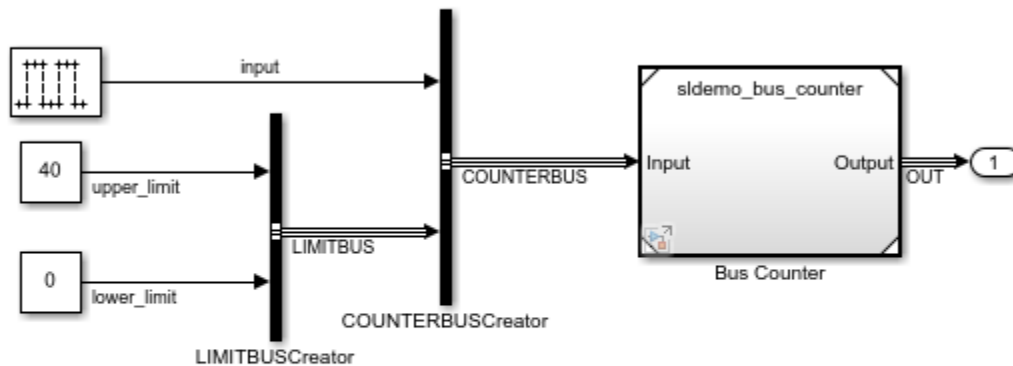 input
40
upper_limit
0
lower_limit
LIMITBUS
LIMITBUSCreator
COUNTERBUS
COUNTERBUSCreator
sldemo_bus_counter
Input
Output
Bus Counter
OUT
1